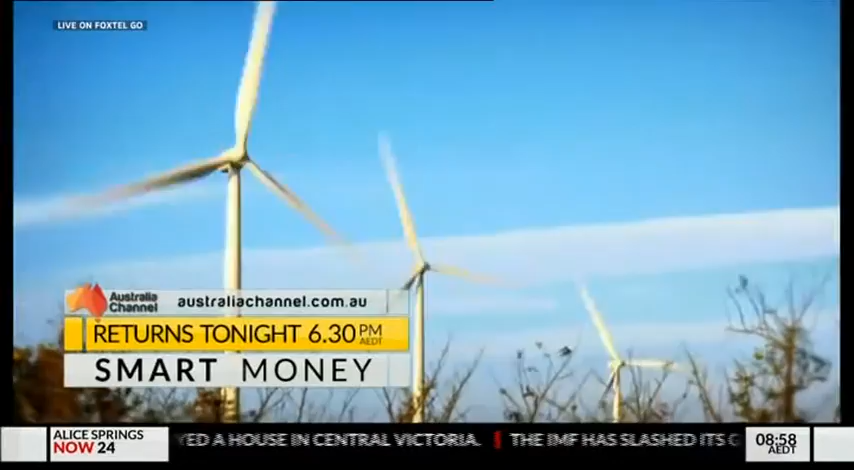 LIVE ON FOXTEL GO
Australia
Channel
australiachannel.com.au
RETURNS TONIGHT 6.30 PM
AEDT
SMART MONEY
ALICE SPRINGS
NOW 24
A HOUSE IN CENTRAL VICTORIA. THE IMF HAS SLASHED ITS
08:58
AEDT